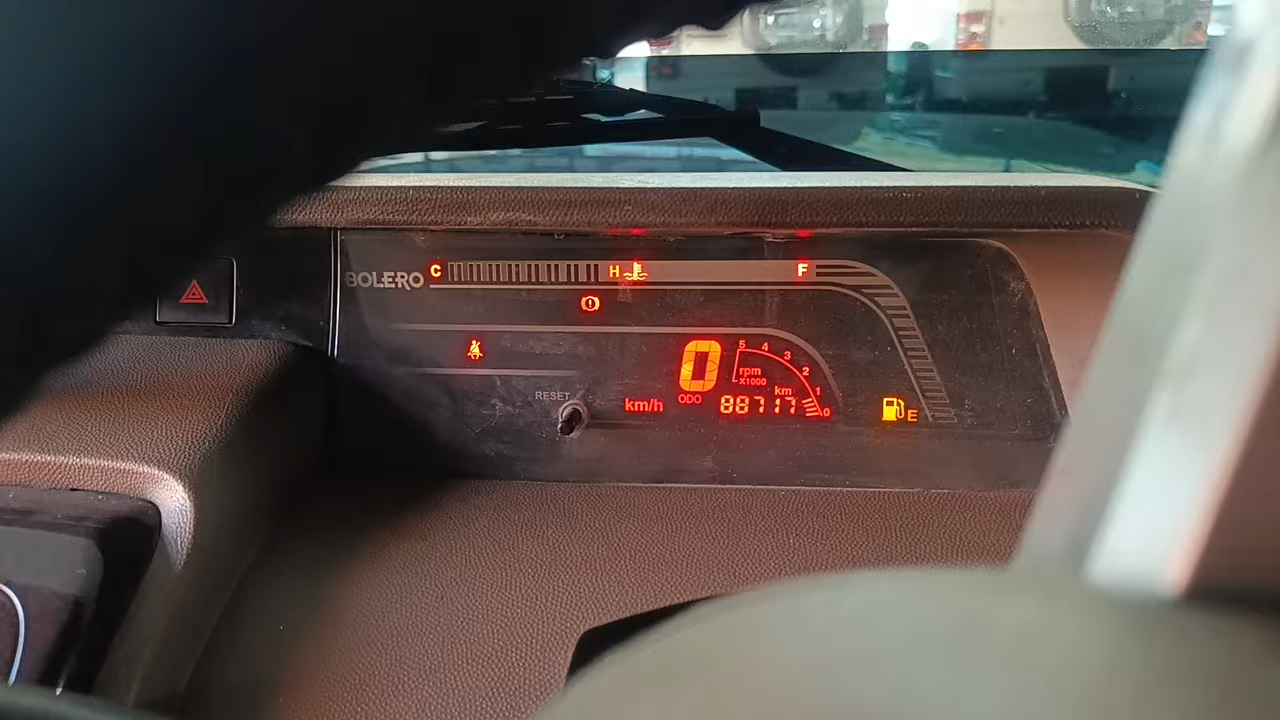 BOLERO C H F
5 4 3 2 1 0
rpm
X1000
km
RESET
km/h
0
ODO
88717
E